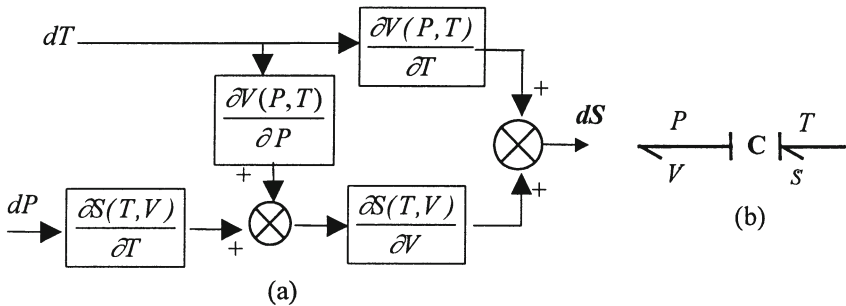 dT
∂V(P,T)
∂T
∂V(P,T)
∂P
+
+
dS
dP
∂S(T,V)
∂T
+
∂S(T,V)
∂V
+
P
C
T
V
S
(a)
(b)